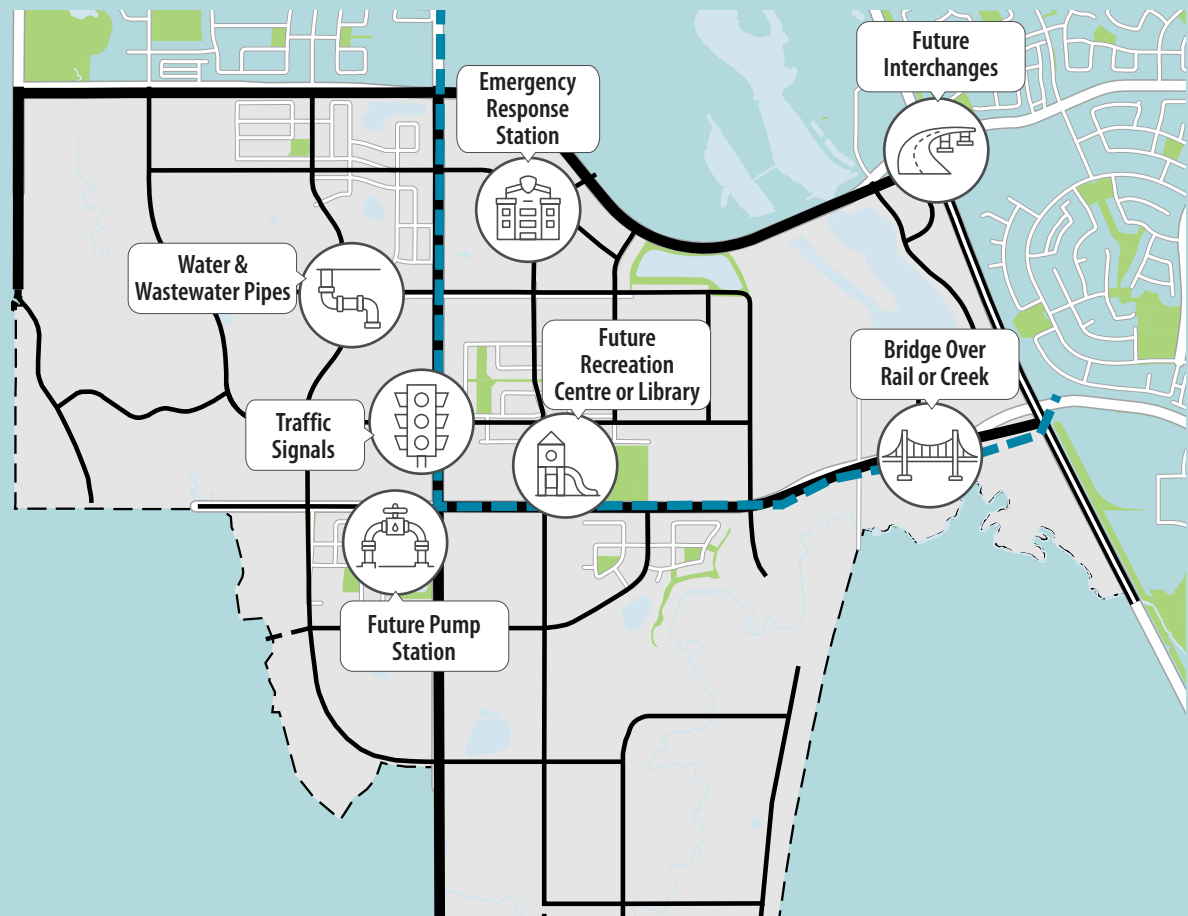 Future
Interchanges
Emergency
Response
Station
Water &
Wastewater Pipes
Future
Recreation
Centre or Library
Bridge Over
Rail or Creek
Traffic
Signals
Future Pump
Station